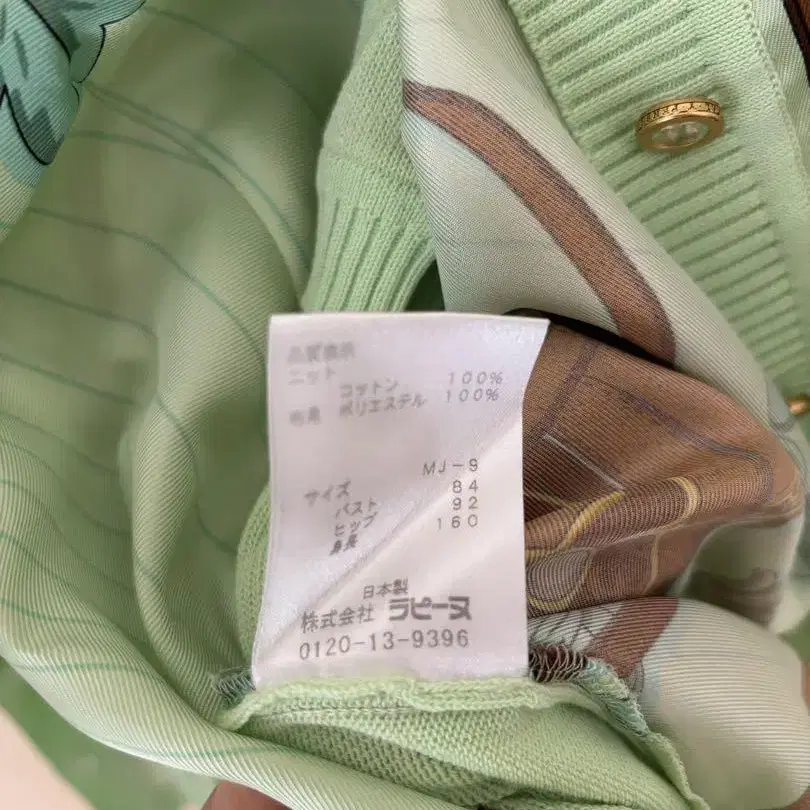 品質表示
ニット
コットン 100%
布帛 ポリエステル 100%
MJ-9
サイズ 84
バスト 92
ヒップ 160
身長
日本製
株式会社 ラピーヌ
0120-13-9396